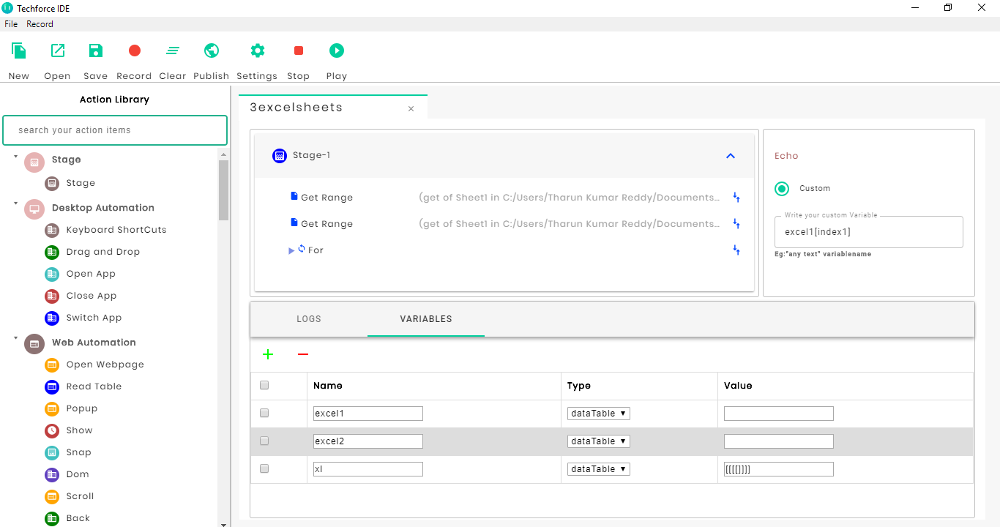 Techforce IDE
File Record
New Open Save Record Clear Publish Settings Stop Play
Action Library
search your action items
Stage
Stage
Desktop Automation
Keyboard ShortCuts
Drag and Drop
Open App
Close App
Switch App
Web Automation
Open Webpage
Read Table
Popup
Show
Snap
Dom
Scroll
Back
3excelsheets ×
Stage-1
Get Range (get of Sheet1 in C:/Users/Tharun Kumar Reddy/Documents...
Get Range (get of Sheet1 in C:/Users/Tharun Kumar Reddy/Documents...
For
Echo
Custom
Write your custom Variable
excel1[index1]
Eg:"any text" variablename
LOGS VARIABLES
Name Type Value
excel1 dataTable
excel2 dataTable
xl dataTable [[[[]]]]